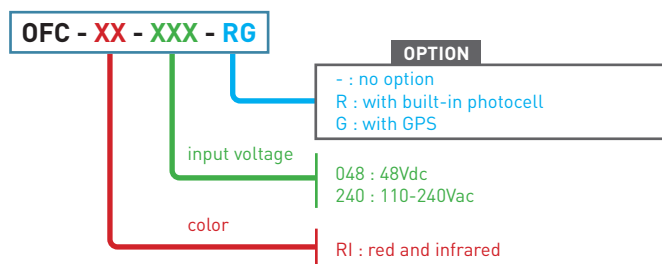 OFC - XX - XXX - RG
OPTION
- : no option
R : with built-in photocell
G : with GPS
input voltage
048 : 48Vdc
240 : 110-240Vac
color
RI : red and infrared